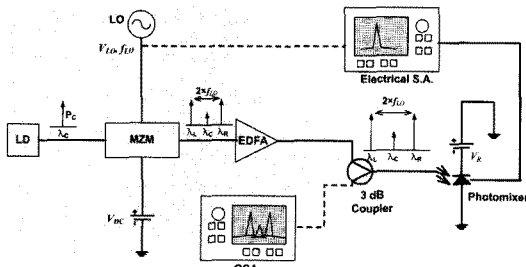 LO
V_LO, f_LO
Electrical S.A.
P_C
λ_C
LD
MZM
2×f_LO
λ_L λ_C λ_R
EDFA
2×f_LO
λ_L λ_C λ_R
V_R
Photomixer
3 dB
Coupler
V_DC
OSA